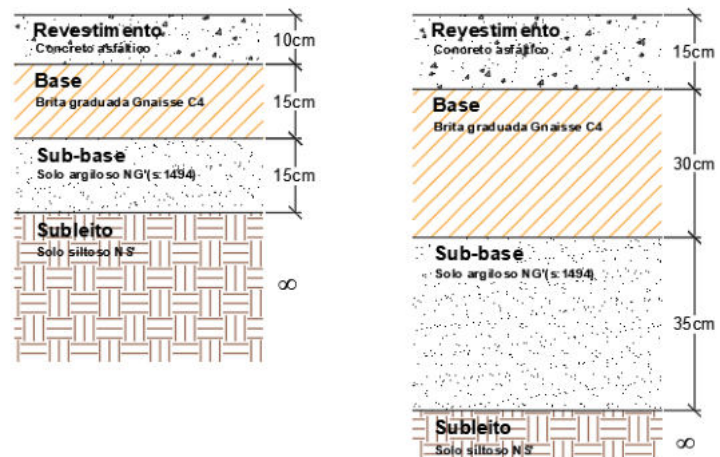 Revestimento
Concreto asfáltico
10cm
Base
Brita graduada Gnaisse C4
15cm
Sub-base
Solo argiloso NG'(s:1494)
15cm
Subleito
Solo siltoso NS'
∞
Revestimento
Concreto asfáltico
15cm
Base
Brita graduada Gnaisse C4
30cm
Sub-base
Solo argiloso NG'(s:1494)
35cm
Subleito
Solo siltoso NS'
∞